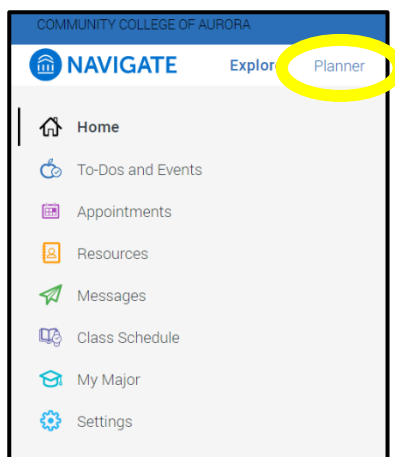 COMMUNITY COLLEGE OF AURORA
NAVIGATE Explore Planner
Home
To-Dos and Events
Appointments
Resources
Messages
Class Schedule
My Major
Settings